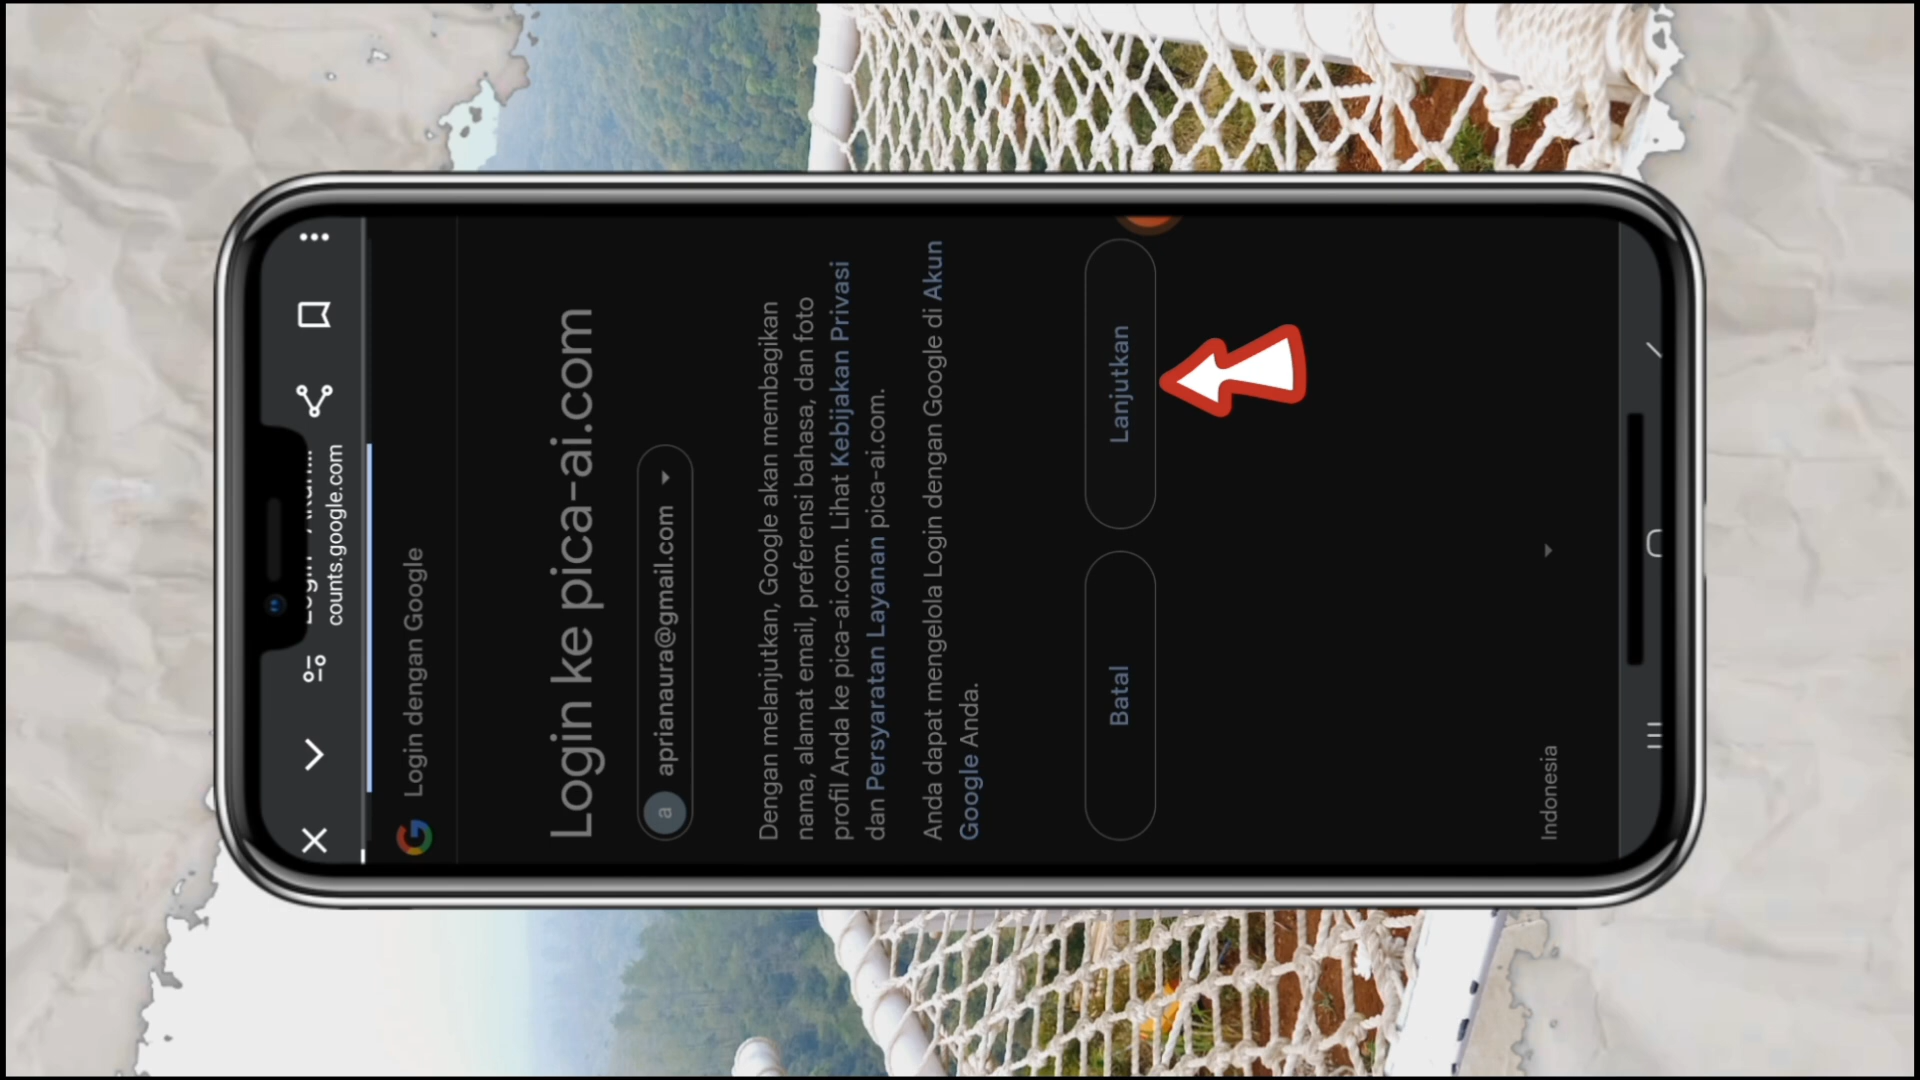 counts.google.com
Login dengan Google
Login ke pica-ai.com
a aprianaura@gmail.com
Dengan melanjutkan, Google akan membagikan
nama, alamat email, preferensi bahasa, dan foto
profil Anda ke pica-ai.com. Lihat Kebijakan Privasi
dan Persyaratan Layanan pica-ai.com.
Anda dapat mengelola Login dengan Google di Akun
Google Anda.
Batal Lanjutkan
Indonesia